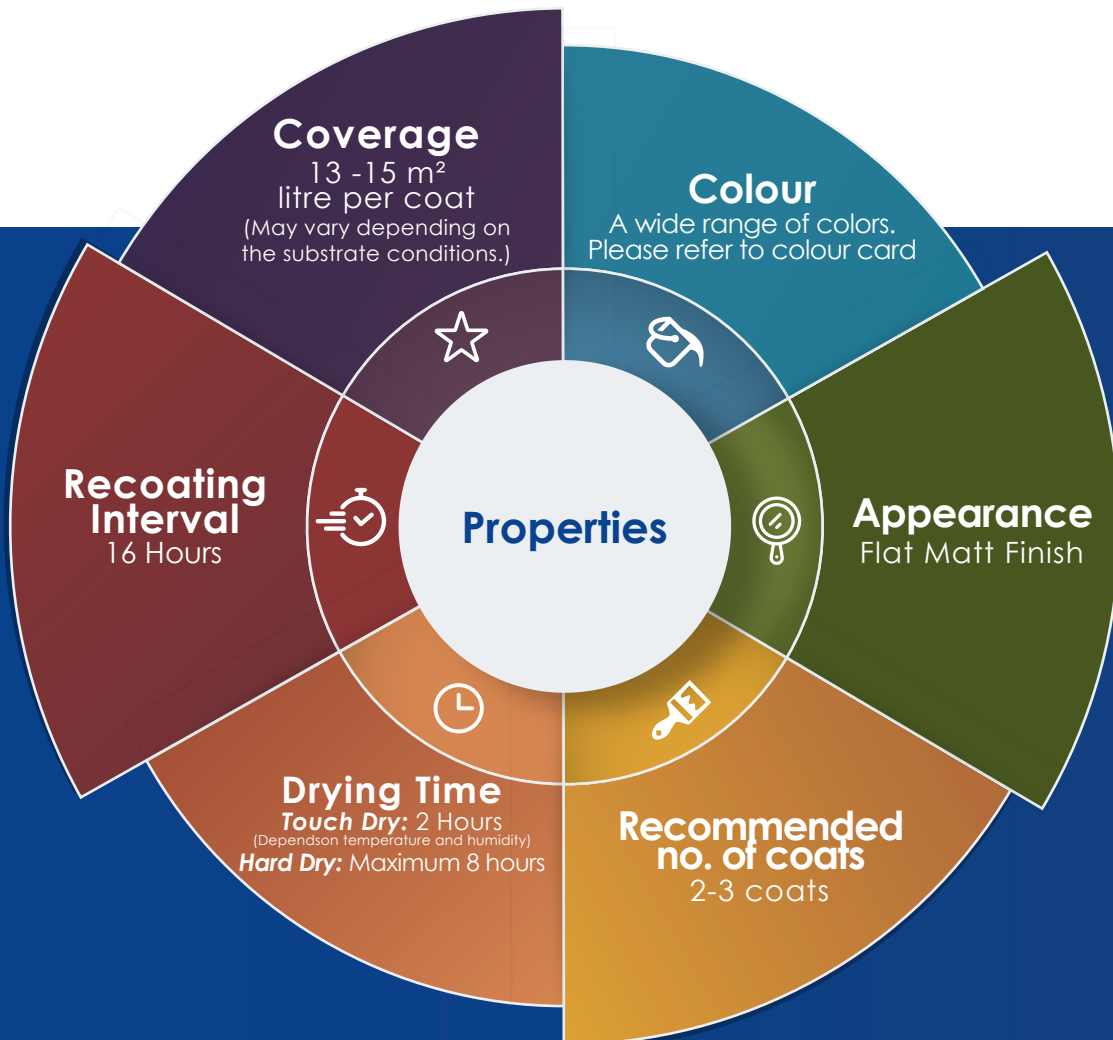 Coverage
13 -15 m²
litre per coat
(May vary depending on
the substrate conditions.)
Colour
A wide range of colors.
Please refer to colour card
Recoating
Interval
16 Hours
Properties
Appearance
Flat Matt Finish
Drying Time
Touch Dry: 2 Hours
(Dependson temperature and humidity)
Hard Dry: Maximum 8 hours
Recommended
no. of coats
2-3 coats